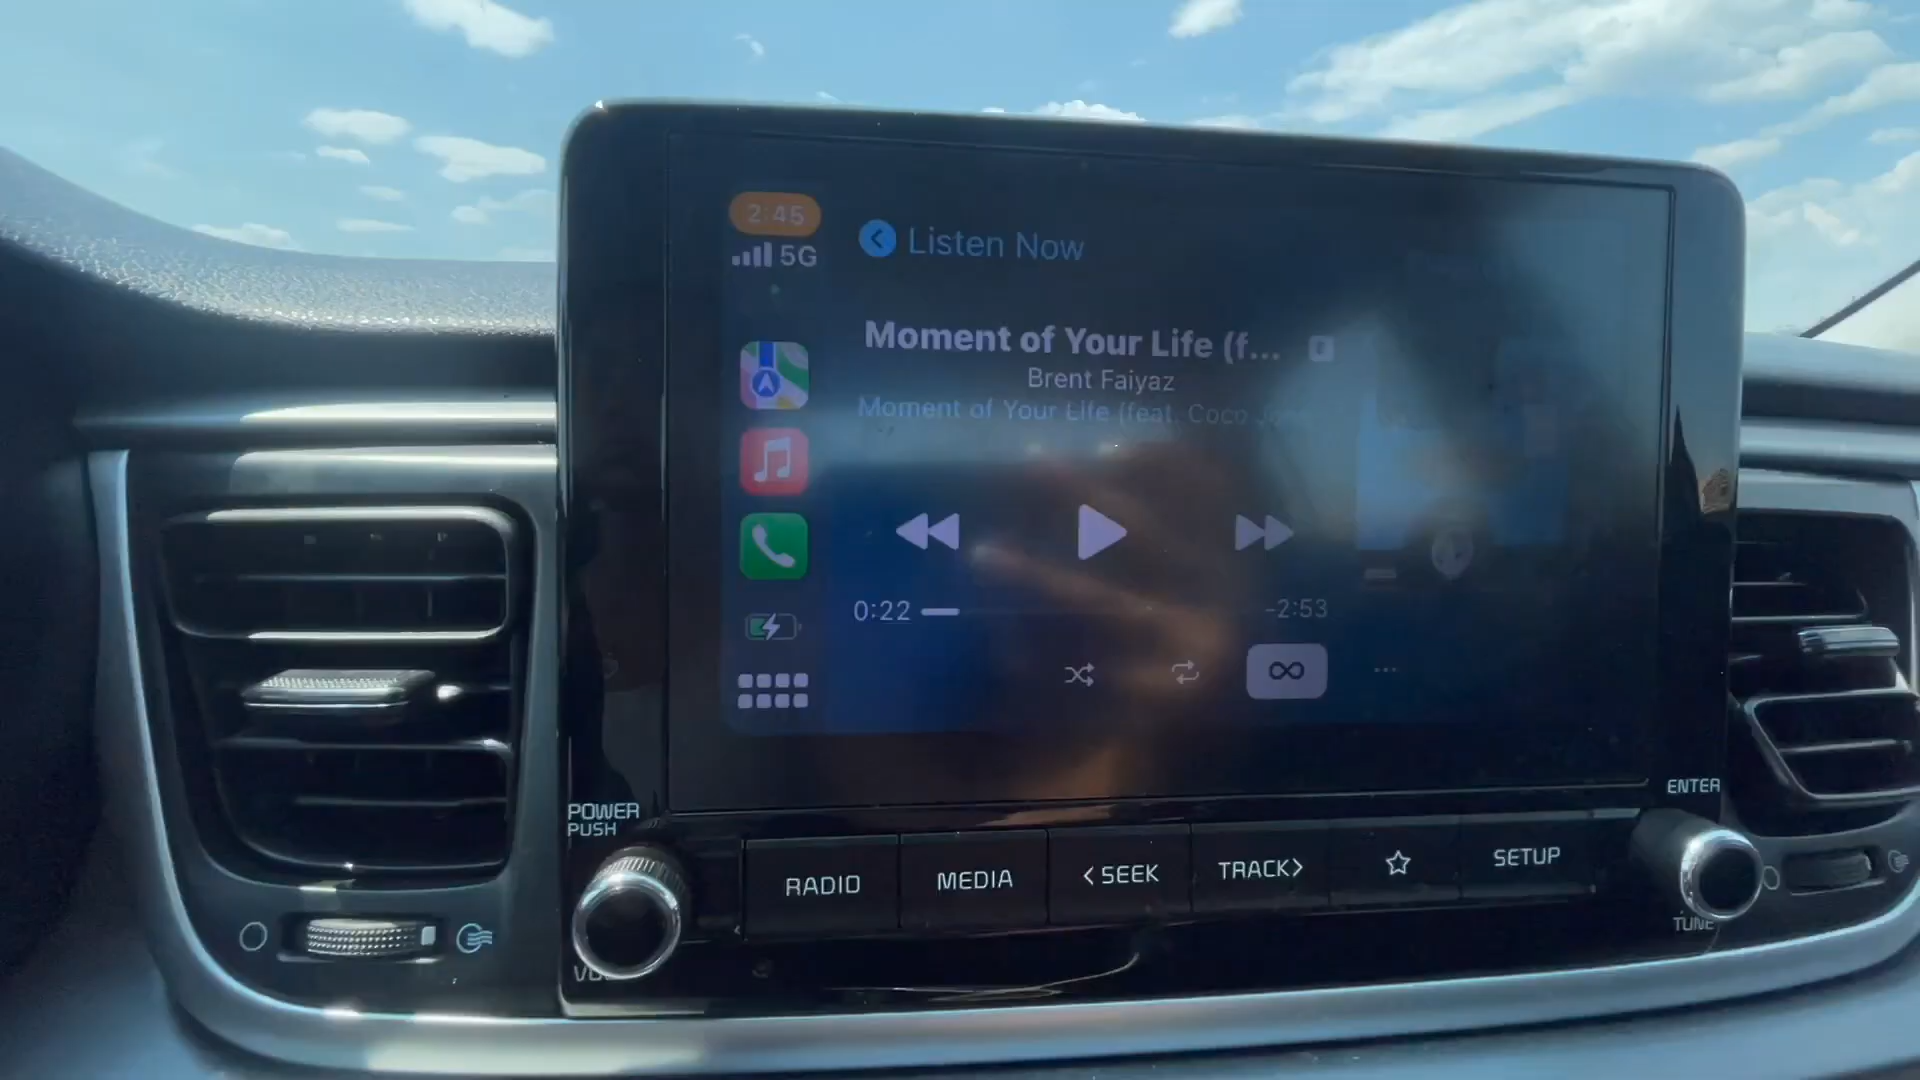 2:45
5G
Listen Now
Moment of Your Life (f...
Brent Faiyaz
Moment of Your Life (feat. Coco
0:22
-2:53
POWER
PUSH
RADIO
MEDIA
<SEEK
TRACK>
SETUP
ENTER
TUNE